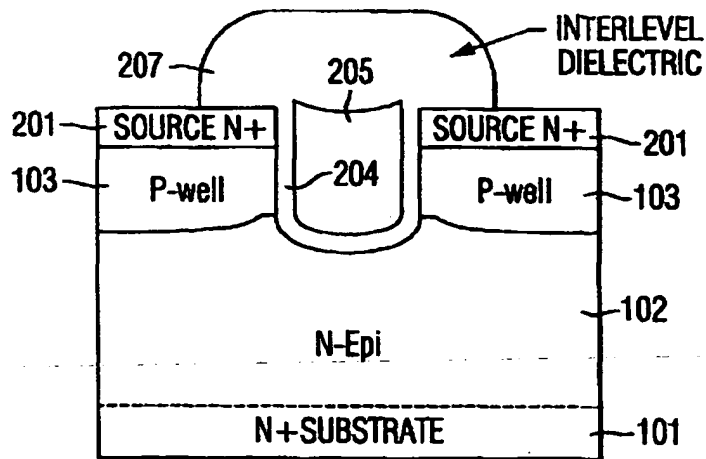 INTERLEVEL
DIELECTRIC
207
205
201
SOURCE N+
SOURCE N+
201
103
P-well
204
P-well
103
102
N-Epi
N+SUBSTRATE
101